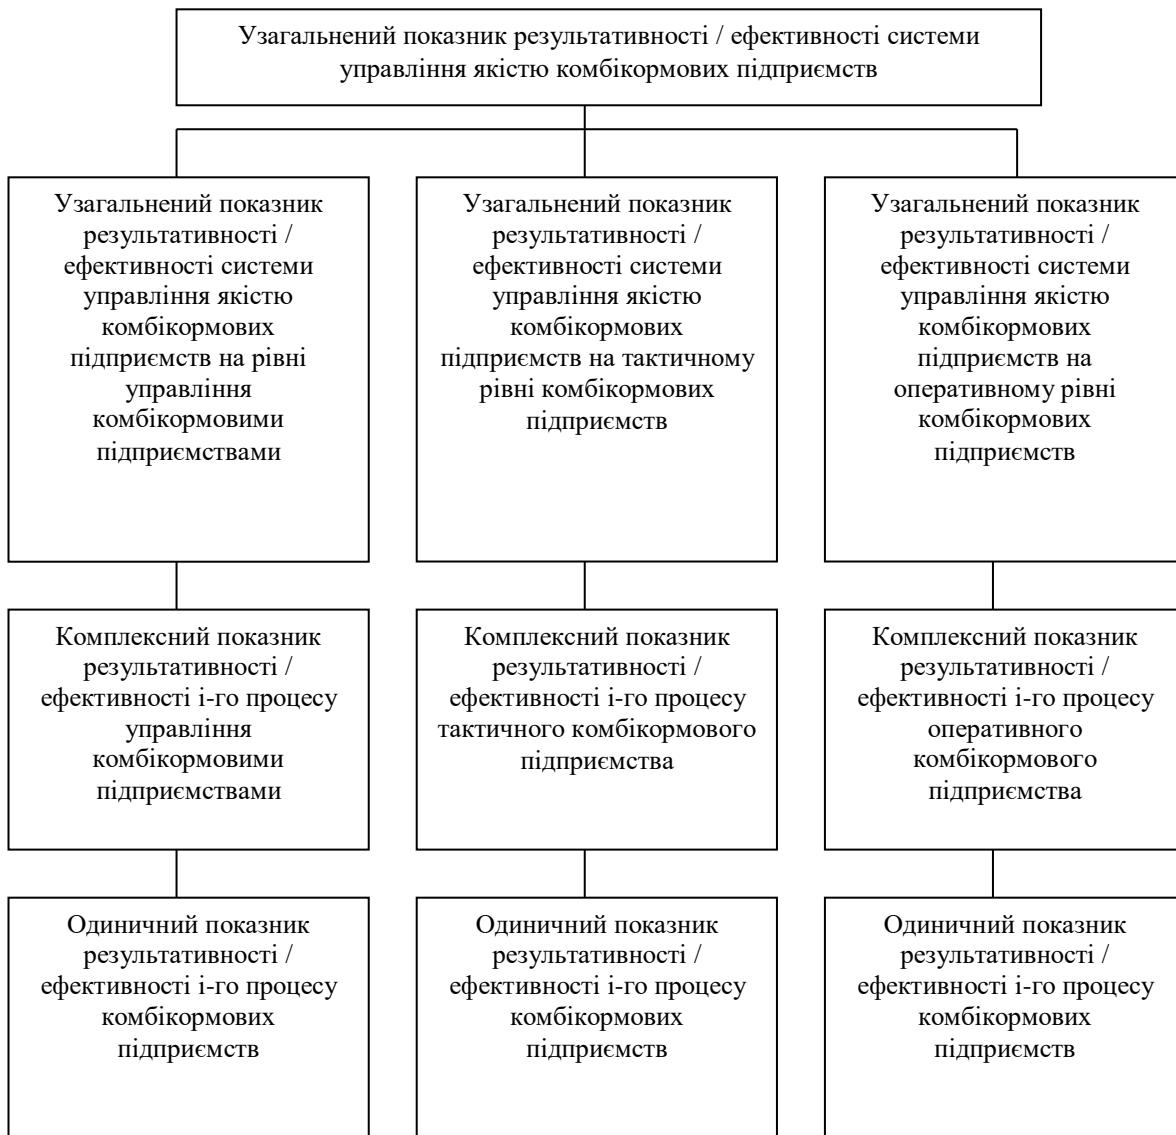 Узагальнений показник результативності / ефективності системи
управління якістю комбікормових підприємств
Узагальнений показник
результативності /
ефективності системи
управління якістю
комбікормових
підприємств на рівні
управління
комбікормовими
підприємствами
Узагальнений показник
результативності /
ефективності системи
управління якістю
комбікормових
підприємств на тактичному
рівні комбікормових
підприємств
Узагальнений показник
результативності /
ефективності системи
управління якістю
комбікормових
підприємств на
оперативному рівні
комбікормових
підприємств
Комплексний показник
результативності /
ефективності і-го процесу
управління
комбікормовими
підприємствами
Комплексний показник
результативності /
ефективності і-го процесу
тактичного комбікормового
підприємства
Комплексний показник
результативності /
ефективності і-го процесу
оперативного
комбікормового
підприємства
Одиничний показник
результативності /
ефективності і-го процесу
комбікормових
підприємств
Одиничний показник
результативності /
ефективності і-го процесу
комбікормових
підприємств
Одиничний показник
результативності /
ефективності і-го процесу
комбікормових
підприємств